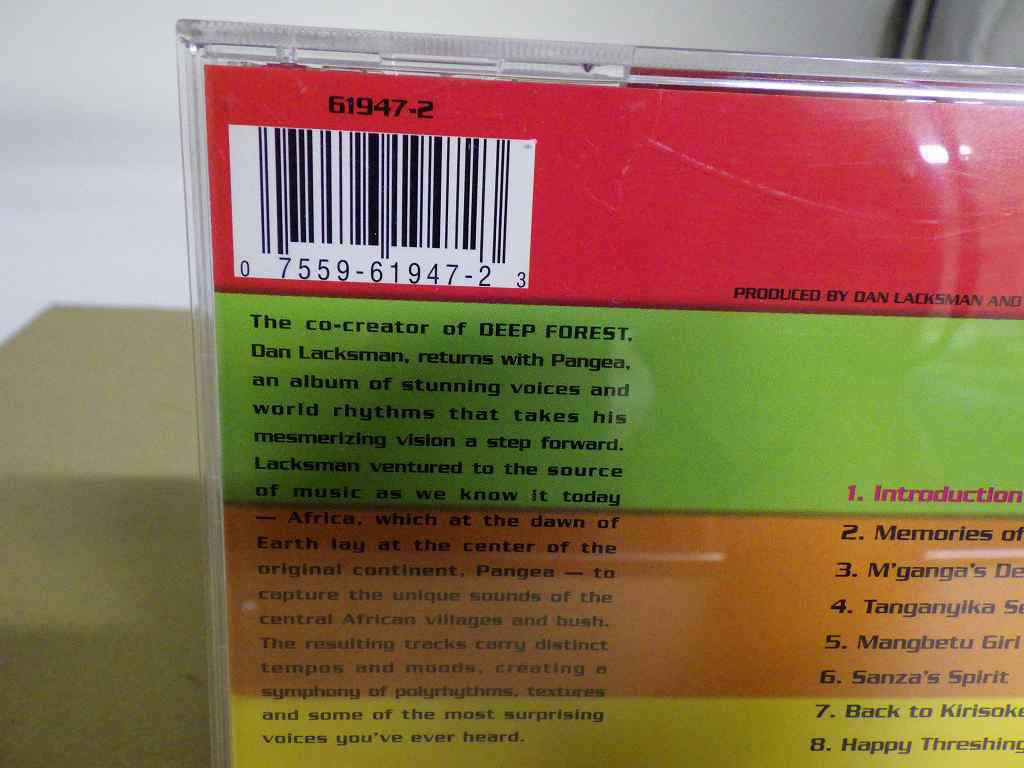 61947-2
0 7559-61947-2 3
PRODUCED BY DAN LACKSMAN AND
The co-creator of DEEP FOREST,
Dan Lacksman, returns with Pangea,
an album of stunning voices and
world rhythms that takes his
mesmerizing vision a step forward.
Lacksman ventured to the source
of music as we know it today
— Africa, which at the dawn of
Earth lay at the center of the
original continent, Pangea — to
capture the unique sounds of the
central African villages and bush.
The resulting tracks carry distinct
tempos and moods, creating a
symphony of polyrhythms, textures
and some of the most surprising
voices you've ever heard.
1. Introduction
2. Memories of
3. M'ganga's De
4. Tanganyika Se
5. Mangbetu Girl
6. Sanza's Spirit
7. Back to Kirisoke
8. Happy Threshing